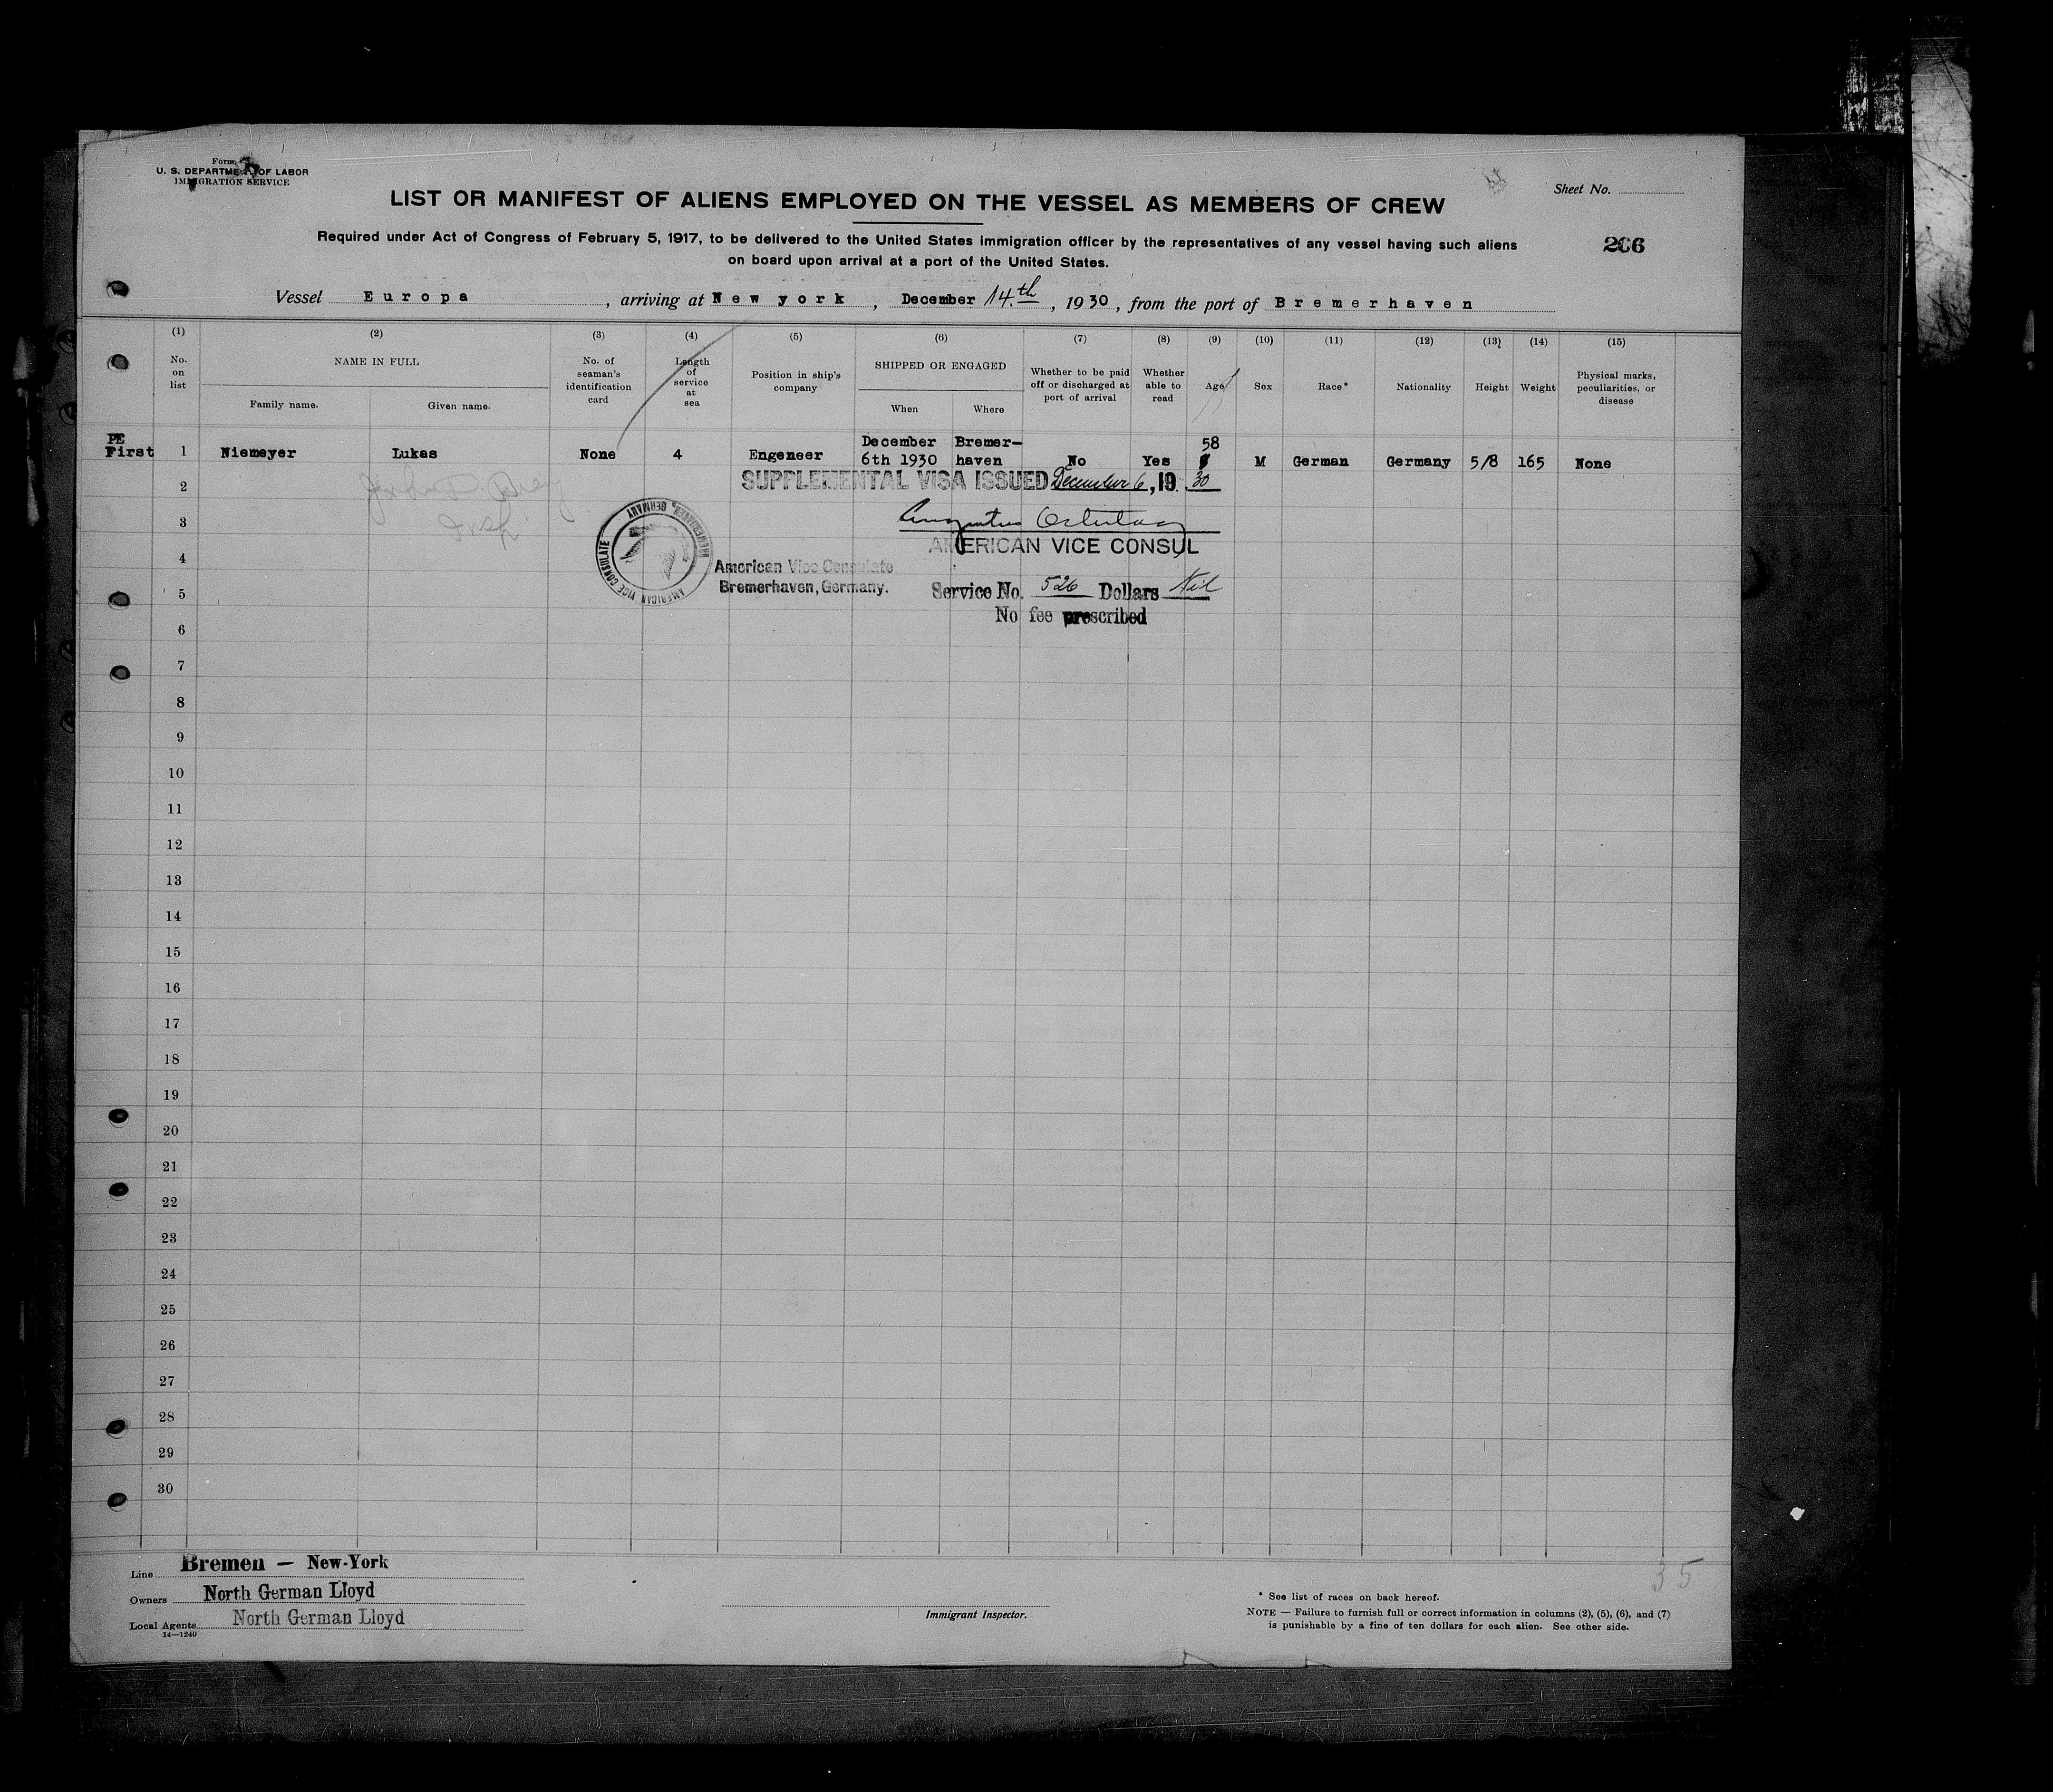 Form
U. S. DEPARTMENT OF LABOR
IMMIGRATION SERVICE
Sheet No.
LIST OR MANIFEST OF ALIENS EMPLOYED ON THE VESSEL AS MEMBERS OF CREW
Required under Act of Congress of February 5, 1917, to be delivered to the United States immigration officer by the representatives of any vessel having such aliens
on board upon arrival at a port of the United States.
206
Vessel Europa, arriving at New york, December 14.th, 1930, from the port of Bremerhaven
(1) (2) (3) (4) (5) (6) (7) (8) (9) (10) (11) (12) (13) (14) (15)
No. on list
NAME IN FULL
Family name.
Given name.
No. of seaman's identification card
Length of service at sea
Position in ship's company
SHIPPED OR ENGAGED
When
Where
Whether to be paid off or discharged at port of arrival
Whether able to read
Age
Sex
Race*
Nationality
Height
Weight
Physical marks, peculiarities, or disease
PE
First 1 Niemeyer Lukas None 4 Engeneer December 6th 1930 Bremer-haven No Yes 58 M German Germany 5/8 165 None
2
SUPPLEMENTAL VISA ISSUED December 6, 1930
3
AMERICAN VICE CONSUL
4
AMERICAN VICE CONSULATE BREMERHAVEN, GERMANY
American Vice Consulate
Bremerhaven, Germany.
5
Service No. 526 Dollars Nil
No fee prescribed
6
7
8
9
10
11
12
13
14
15
16
17
18
19
20
21
22
23
24
25
26
27
28
29
30
Line Bremen — New-York
Owners North German Lloyd
Local Agents North German Lloyd
14—1240
Immigrant Inspector.
35
* See list of races on back hereof.
NOTE — Failure to furnish full or correct information in columns (2), (5), (6), and (7)
is punishable by a fine of ten dollars for each alien. See other side.